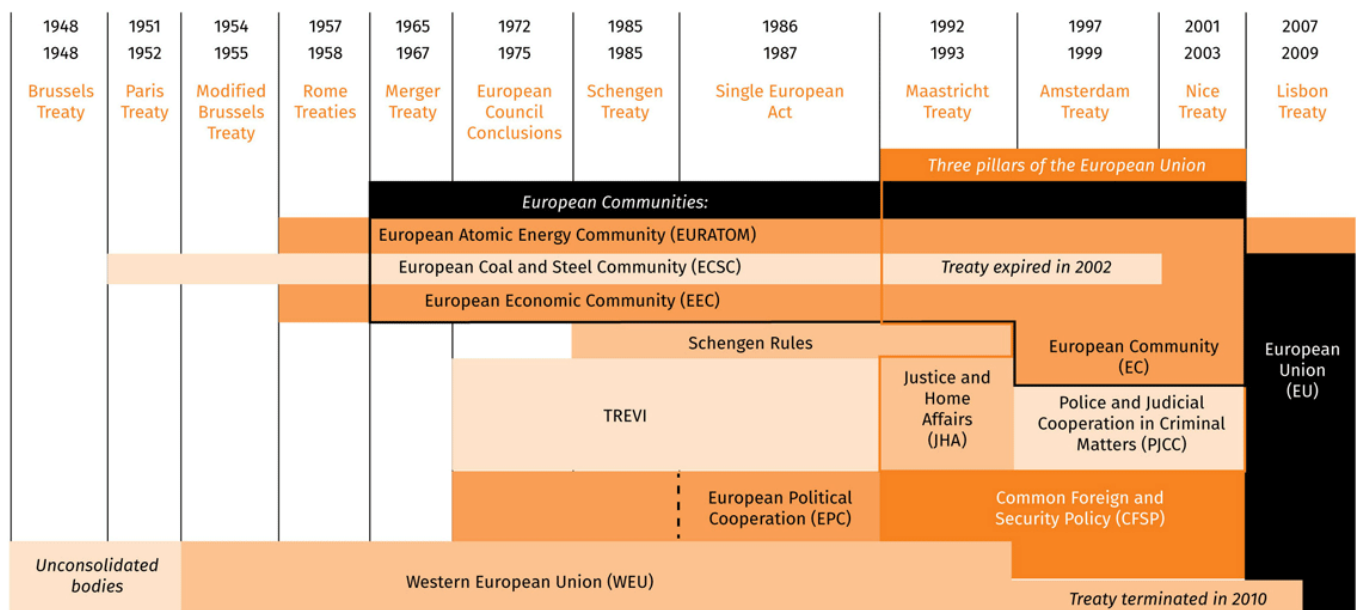 1948 1951 1954 1957 1965 1972 1985 1986 1992 1997 2001 2007
1948 1952 1955 1958 1967 1975 1985 1987 1993 1999 2003 2009
Brussels Treaty
Paris Treaty
Modified Brussels Treaty
Rome Treaties
Merger Treaty
European Council Conclusions
Schengen Treaty
Single European Act
Maastricht Treaty
Amsterdam Treaty
Nice Treaty
Lisbon Treaty
Three pillars of the European Union
European Communities:
European Atomic Energy Community (EURATOM)
European Coal and Steel Community (ECSC)
Treaty expired in 2002
European Economic Community (EEC)
Schengen Rules
European Community
(EC)
European
Union
(EU)
Justice and
Home
Affairs
(JHA)
TREVI
Police and Judicial
Cooperation in Criminal
Matters (PJCC)
European Political
Cooperation (EPC)
Common Foreign and
Security Policy (CFSP)
Unconsolidated
bodies
Western European Union (WEU)
Treaty terminated in 2010